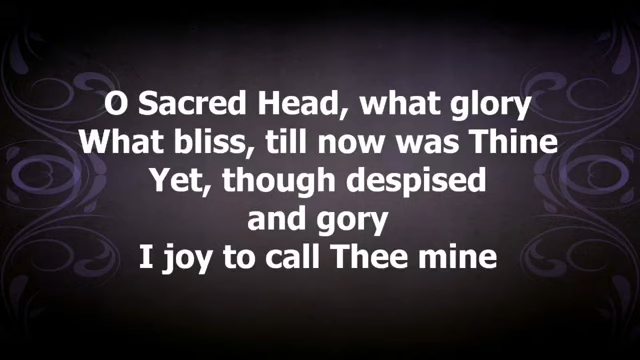 O Sacred Head, what glory
What bliss, till now was Thine
Yet, though despised
and gory
I joy to call Thee mine